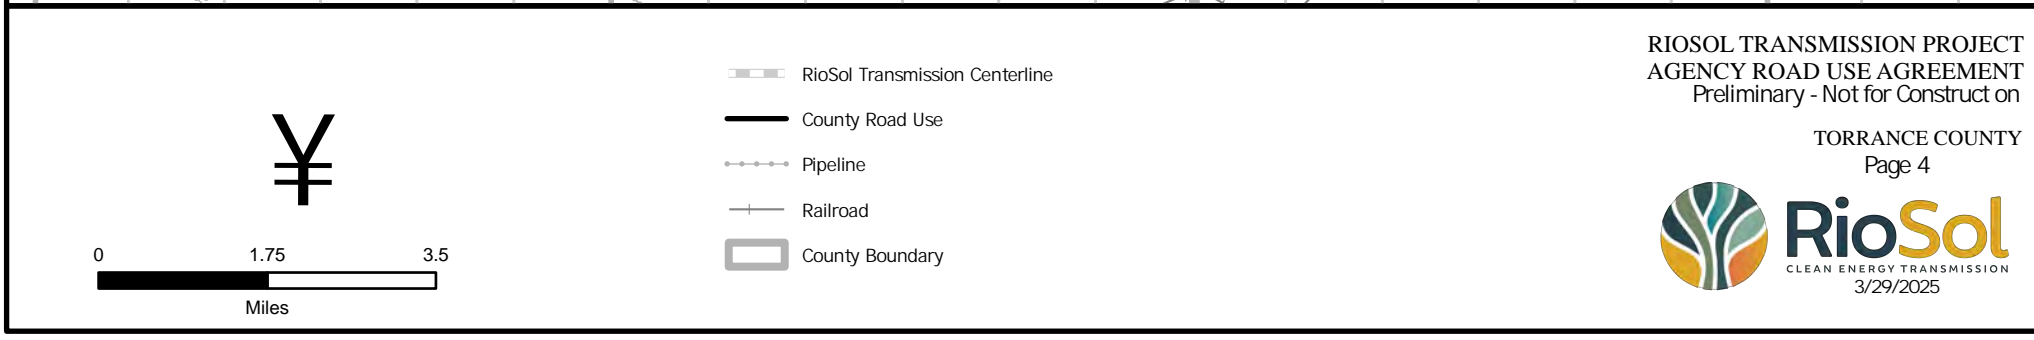 ¥
0 1.75 3.5
Miles
RioSol Transmission Centerline
County Road Use
Pipeline
Railroad
County Boundary
RIOSOL TRANSMISSION PROJECT
AGENCY ROAD USE AGREEMENT
Preliminary - Not for Construct on
TORRANCE COUNTY
Page 4
RioSol
CLEAN ENERGY TRANSMISSION
3/29/2025